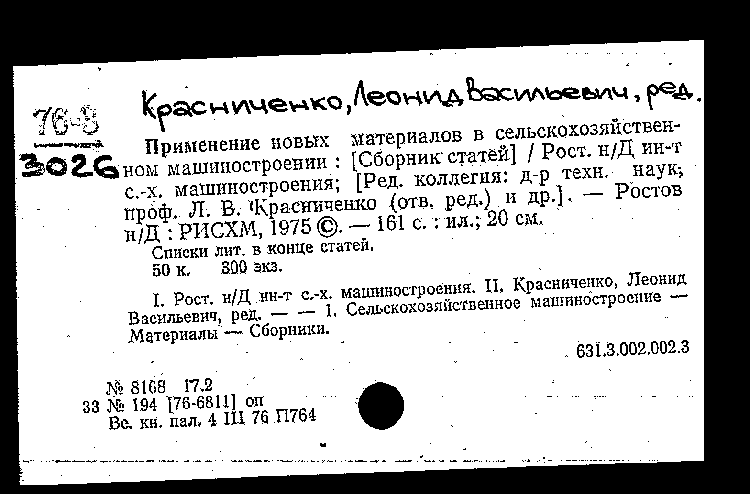 Красниченко, Леонид Васильевич, ред.
76-8
3026
Применение новых материалов в сельскохозяйствен-
ном машиностроении : [Сборник статей] / Рост. н/Д ин-т
с.-х. машиностроения; [Ред. коллегия: д-р техн. наук,
проф. Л. В. Красниченко (отв. ред.) и др.]. — Ростов
н/Д : РИСХМ, 1975 ©. — 161 с. : ил.; 20 см.
Списки лит. в конце статей.
50 к. 300 экз.
I. Рост. н/Д ин-т с.-х. машиностроения. II. Красниченко, Леонид
Васильевич, ред. — — 1. Сельскохозяйственное машиностроение —
Материалы — Сборники.
631.3.002.002.3
№ 8168 17.2
33 № 194 [76-6811] оп
Вс. кн. пал. 4 III 76 П764